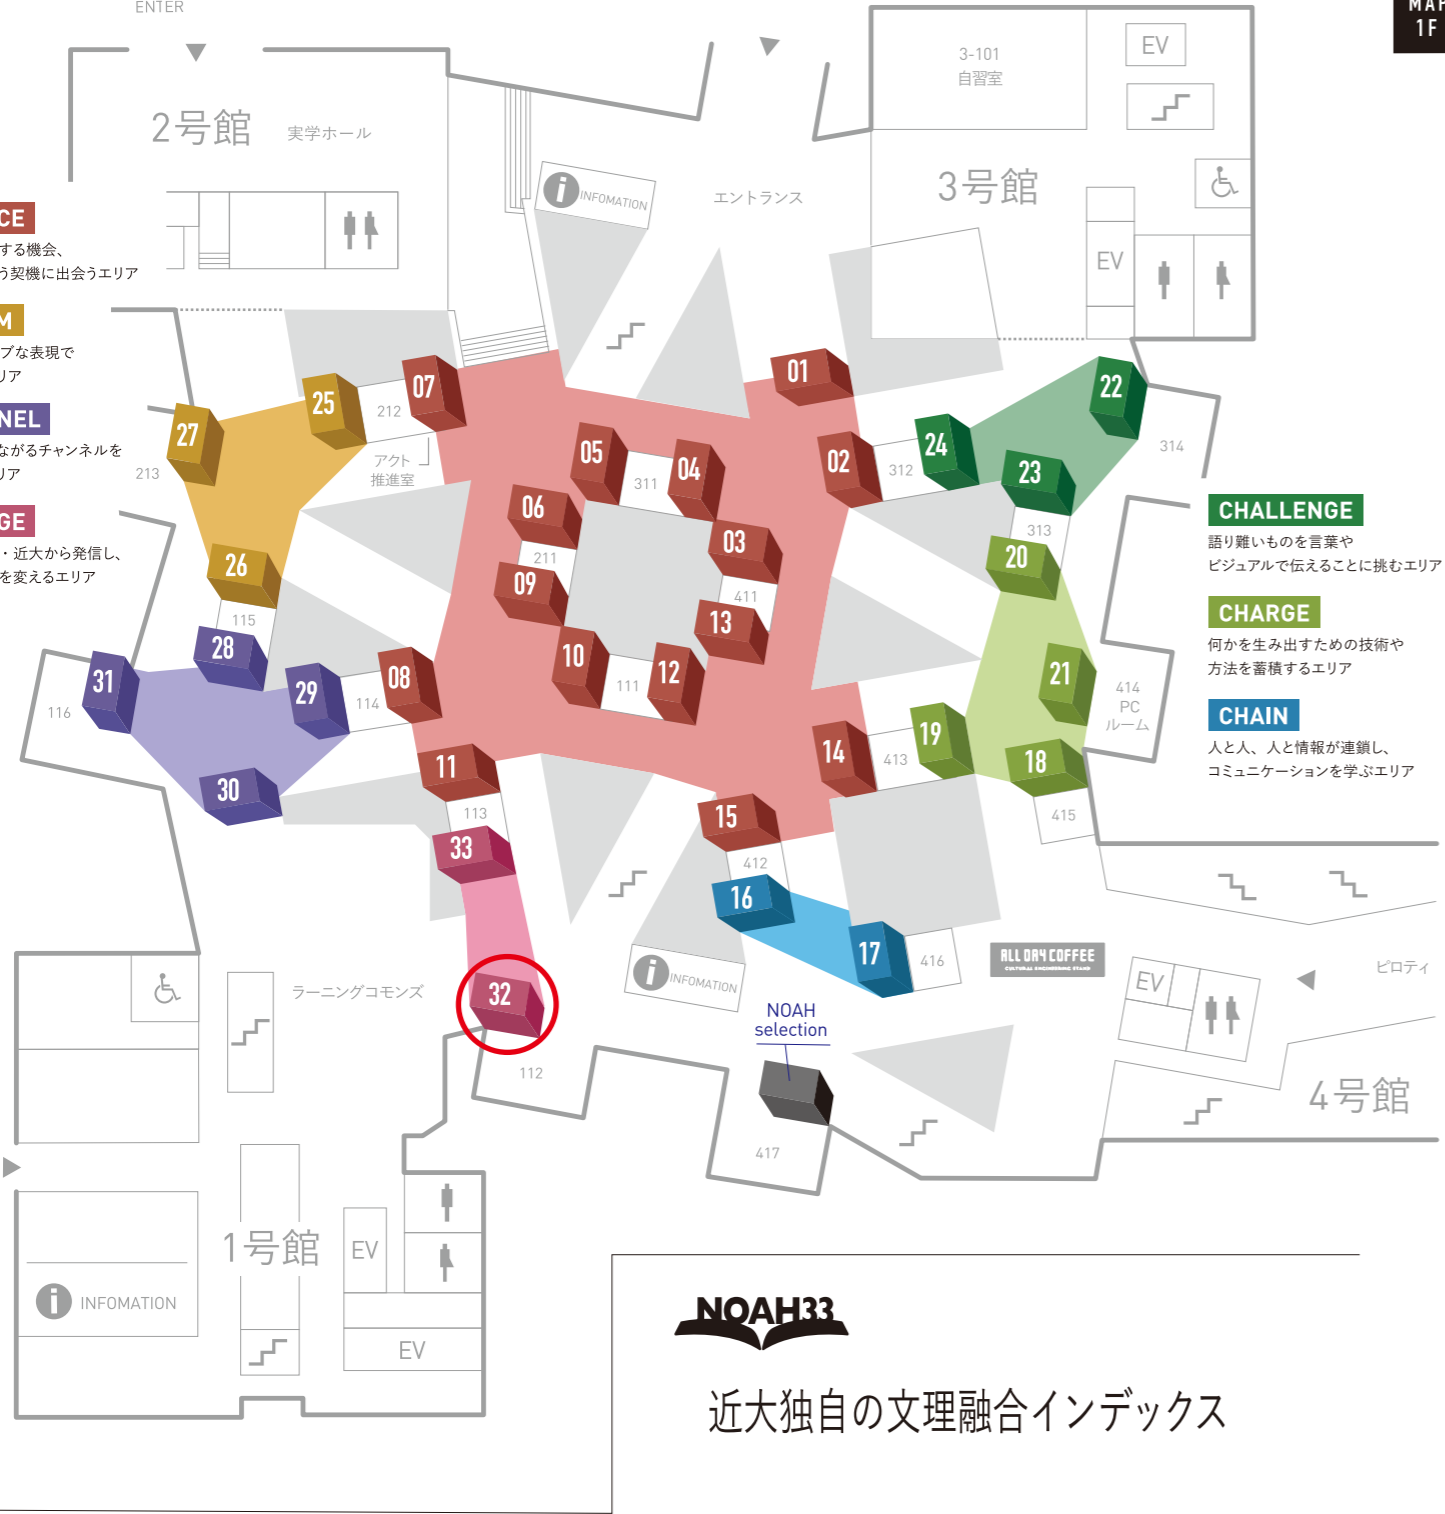 ENTER
MAP
1F
2号館
実学ホール
INFOMATION
エントランス
3-101
自習室
EV
3号館
EV
CE
する機会、
う契機に出会うエリア
M
ブな表現で
リア
NEL
ながるチャンネルを
リア
GE
・近大から発信し、
を変えるエリア
01
02
03
04
05
06
07
08
09
10
11
12
13
14
15
16
17
18
19
20
21
22
23
24
25
26
27
28
29
30
31
32
33
212
213
アクト
推進室
311
211
411
111
312
314
313
115
116
114
113
112
413
414
PC
ルーム
415
412
416
417
CHALLENGE
語り難いものを言葉や
ビジュアルで伝えることに挑むエリア
CHARGE
何かを生み出すための技術や
方法を蓄積するエリア
CHAIN
人と人、人と情報が連鎖し、
コミュニケーションを学ぶエリア
ALL DAY COFFEE
CULTURAL ENGINEERING STAND
INFOMATION
NOAH
selection
ラーニングコモンズ
EV
ピロティ
4号館
1号館
EV
INFOMATION
EV
NOAH33
近大独自の文理融合インデックス